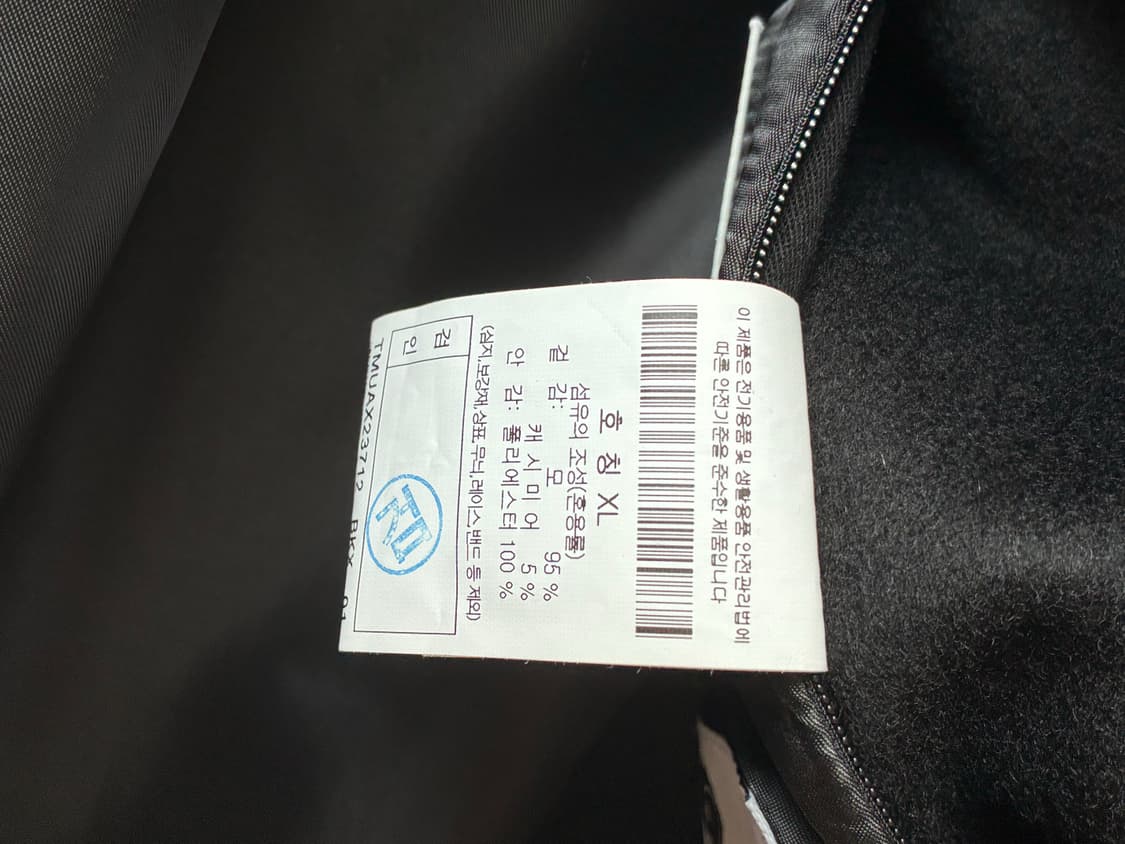 이 제품은 전기용품 및 생활용품 안전관리법에
따른 안전기준을 준수한 제품입니다
호 칭 XL
섬유의 조성(혼용률)
겉 감: 모 95 %
캐 시 미 어 5 %
안 감: 폴리에스터 100 %
(심지,보강재,상표,무늬,레이스,밴드 등 제외)
검
인
TMUAX23712 BKX